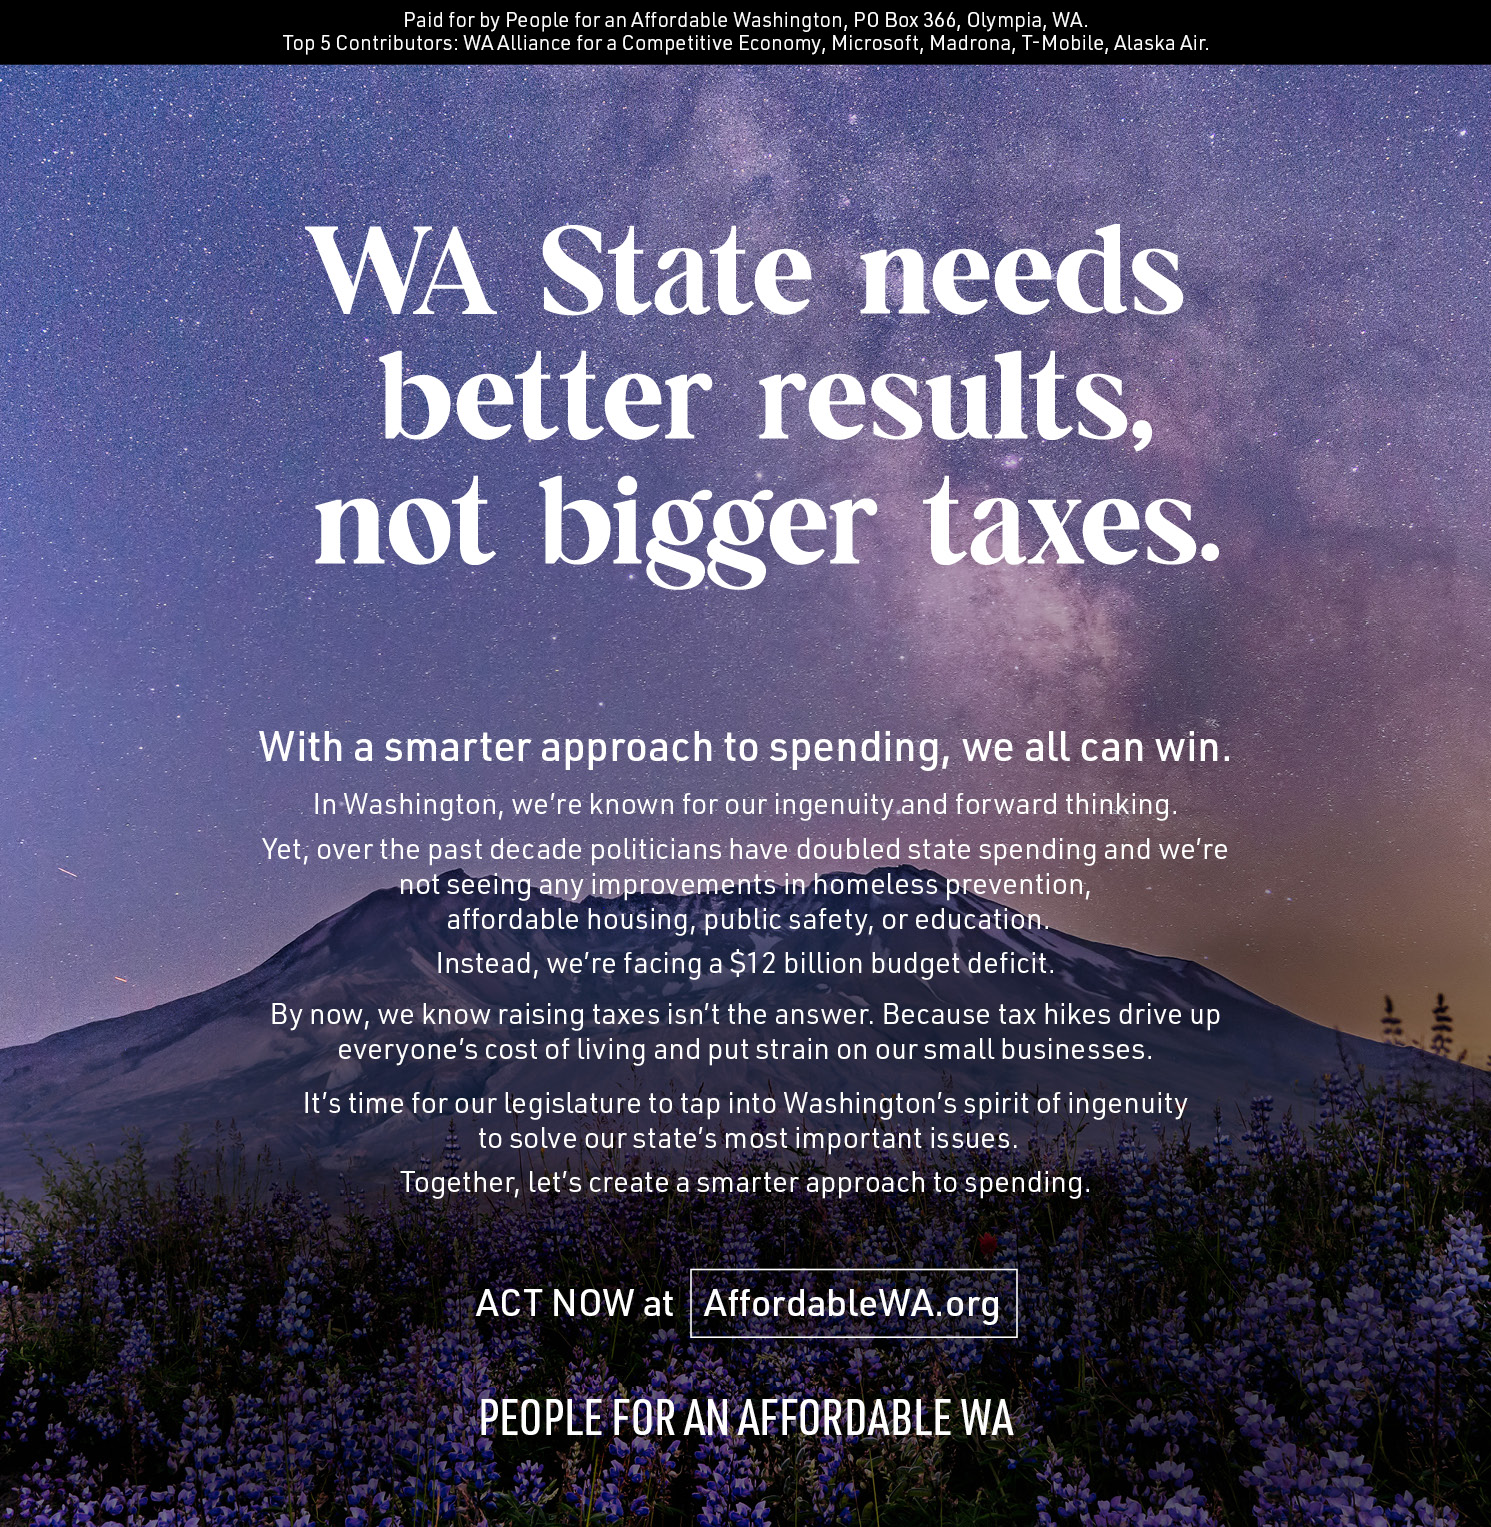 Paid for by People for an Affordable Washington, PO Box 366, Olympia, WA.
Top 5 Contributors: WA Alliance for a Competitive Economy, Microsoft, Madrona, T-Mobile, Alaska Air.
WA State needs
better results,
not bigger taxes.
With a smarter approach to spending, we all can win.
In Washington, we’re known for our ingenuity and forward thinking.
Yet, over the past decade politicians have doubled state spending and we’re
not seeing any improvements in homeless prevention,
affordable housing, public safety, or education.
Instead, we’re facing a $12 billion budget deficit.
By now, we know raising taxes isn’t the answer. Because tax hikes drive up
everyone’s cost of living and put strain on our small businesses.
It’s time for our legislature to tap into Washington’s spirit of ingenuity
to solve our state’s most important issues.
Together, let’s create a smarter approach to spending.
ACT NOW at AffordableWA.org
PEOPLE FOR AN AFFORDABLE WA